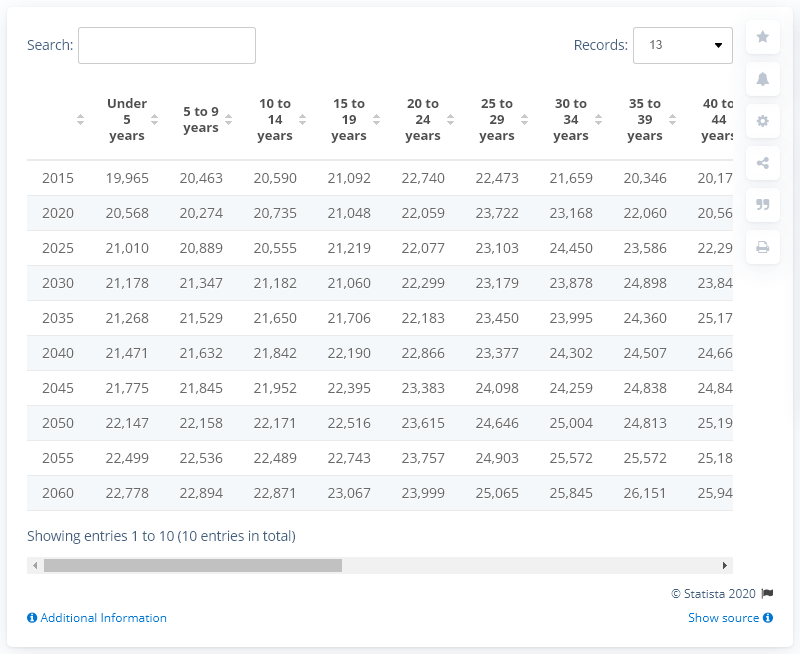 Search:
Records: 13
Under 5 years 5 to 9 years 10 to 14 years 15 to 19 years 20 to 24 years 25 to 29 years 30 to 34 years 35 to 39 years 40 to 44 years
2015 19,965 20,463 20,590 21,092 22,740 22,473 21,659 20,346 20,17
2020 20,568 20,274 20,735 21,048 22,059 23,722 23,168 22,060 20,56
2025 21,010 20,889 20,555 21,219 22,077 23,103 24,450 23,586 22,29
2030 21,178 21,347 21,182 21,060 22,299 23,179 23,878 24,898 23,84
2035 21,268 21,529 21,650 21,706 22,183 23,450 23,995 24,360 25,17
2040 21,471 21,632 21,842 22,190 22,866 23,377 24,302 24,507 24,66
2045 21,775 21,845 21,952 22,395 23,383 24,098 24,259 24,838 24,84
2050 22,147 22,158 22,171 22,516 23,615 24,646 25,004 24,813 25,19
2055 22,499 22,536 22,489 22,743 23,757 24,903 25,572 25,572 25,18
2060 22,778 22,894 22,871 23,067 23,999 25,065 25,845 26,151 25,94
Showing entries 1 to 10 (10 entries in total)
© Statista 2020
Additional Information
Show source